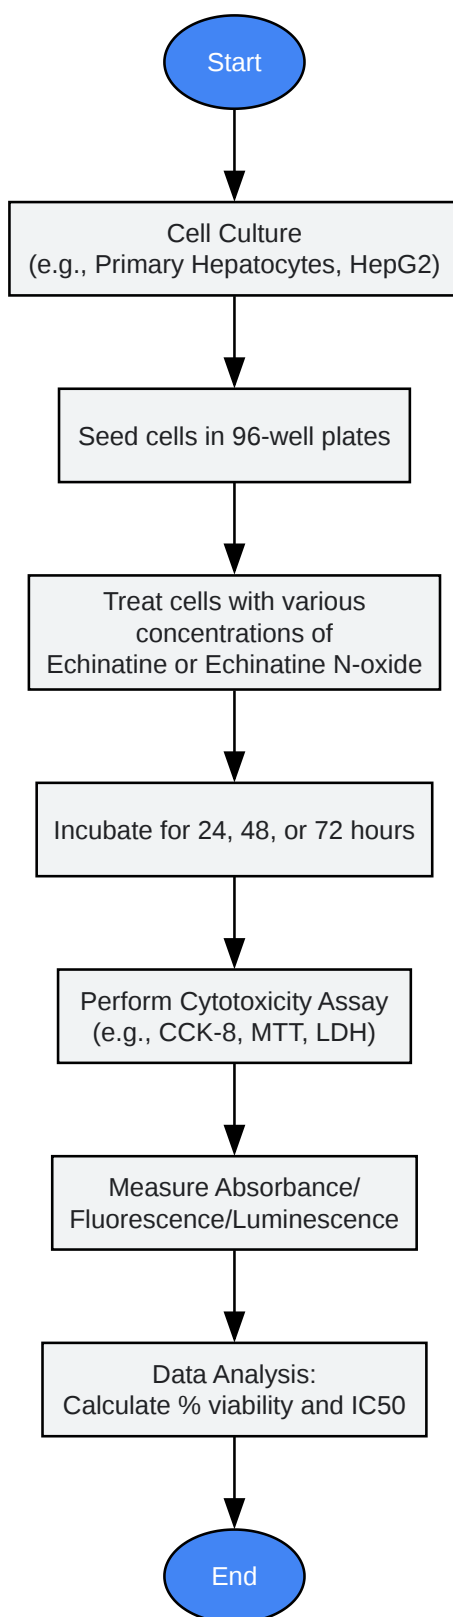 Start
Cell Culture
(e.g., Primary Hepatocytes, HepG2)
Seed cells in 96-well plates
Treat cells with various
concentrations of
Echinatine or Echinatine N-oxide
Incubate for 24, 48, or 72 hours
Perform Cytotoxicity Assay
(e.g., CCK-8, MTT, LDH)
Measure Absorbance/
Fluorescence/Luminescence
Data Analysis:
Calculate % viability and IC50
End